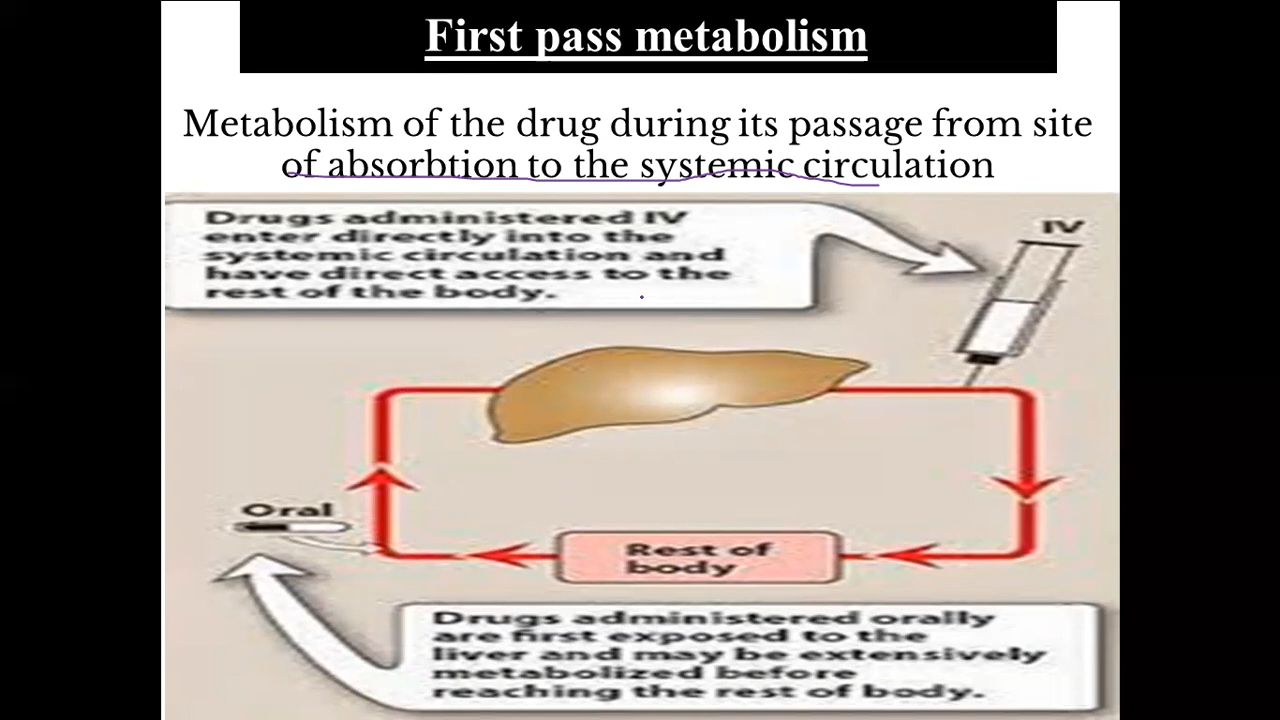 First pass metabolism
Metabolism of the drug during its passage from site
of absorbtion to the systemic circulation
Drugs administered IV
enter directly into the
systemic circulation and
have direct access to the
rest of the body.
IV
Oral
Rest of
body
Drugs administered orally
are first exposed to the
liver and may be extensively
metabolized before
reaching the rest of body.